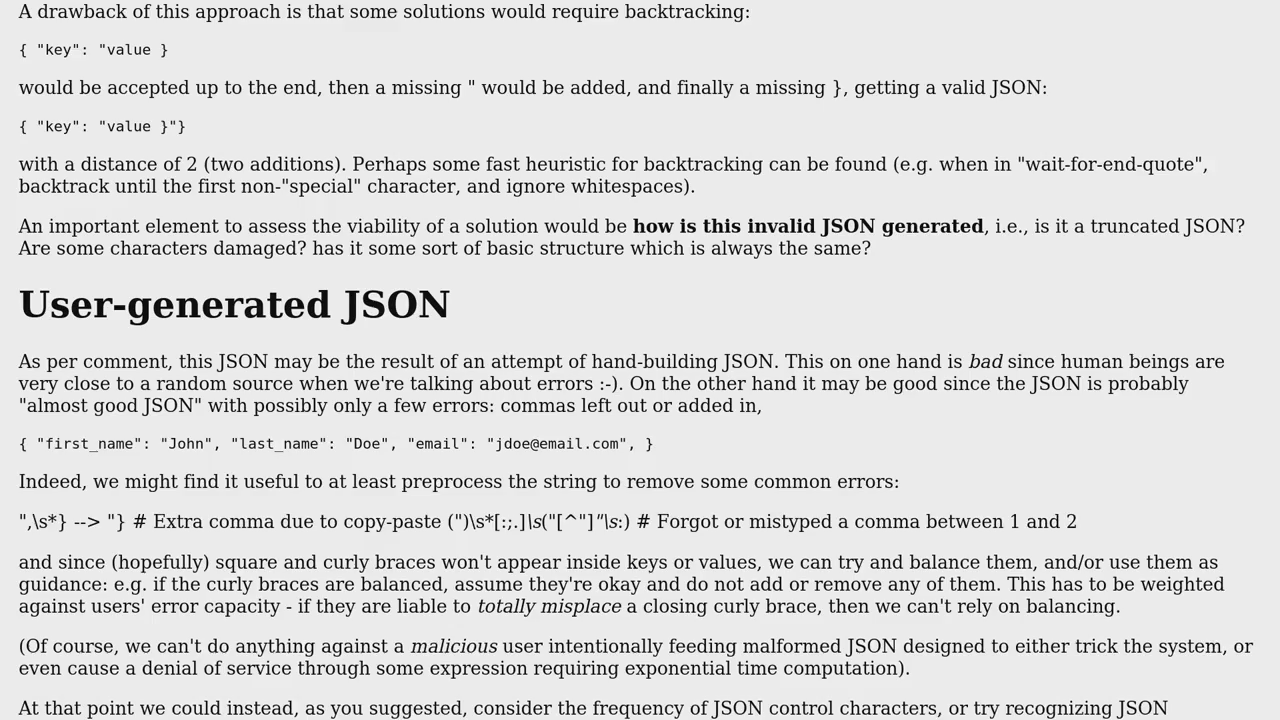 A drawback of this approach is that some solutions would require backtracking:
{ "key": "value }
would be accepted up to the end, then a missing " would be added, and finally a missing }, getting a valid JSON:
{ "key": "value }"}
with a distance of 2 (two additions). Perhaps some fast heuristic for backtracking can be found (e.g. when in "wait-for-end-quote",
backtrack until the first non-"special" character, and ignore whitespaces).
An important element to assess the viability of a solution would be how is this invalid JSON generated, i.e., is it a truncated JSON?
Are some characters damaged? has it some sort of basic structure which is always the same?
User-generated JSON
As per comment, this JSON may be the result of an attempt of hand-building JSON. This on one hand is bad since human beings are
very close to a random source when we're talking about errors :-). On the other hand it may be good since the JSON is probably
"almost good JSON" with possibly only a few errors: commas left out or added in,
{ "first_name": "John", "last_name": "Doe", "email": "jdoe@email.com", }
Indeed, we might find it useful to at least preprocess the string to remove some common errors:
",\s*} --> "} # Extra comma due to copy-paste (")\s*[:;.]\s("[^"]"\s:) # Forgot or mistyped a comma between 1 and 2
and since (hopefully) square and curly braces won't appear inside keys or values, we can try and balance them, and/or use them as
guidance: e.g. if the curly braces are balanced, assume they're okay and do not add or remove any of them. This has to be weighted
against users' error capacity - if they are liable to totally misplace a closing curly brace, then we can't rely on balancing.
(Of course, we can't do anything against a malicious user intentionally feeding malformed JSON designed to either trick the system, or
even cause a denial of service through some expression requiring exponential time computation).
At that point we could instead, as you suggested, consider the frequency of JSON control characters, or try recognizing JSON